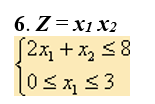 6. Z = x₁ x₂
2x₁ + x₂ ≤ 8
0 ≤ x₁ ≤ 3